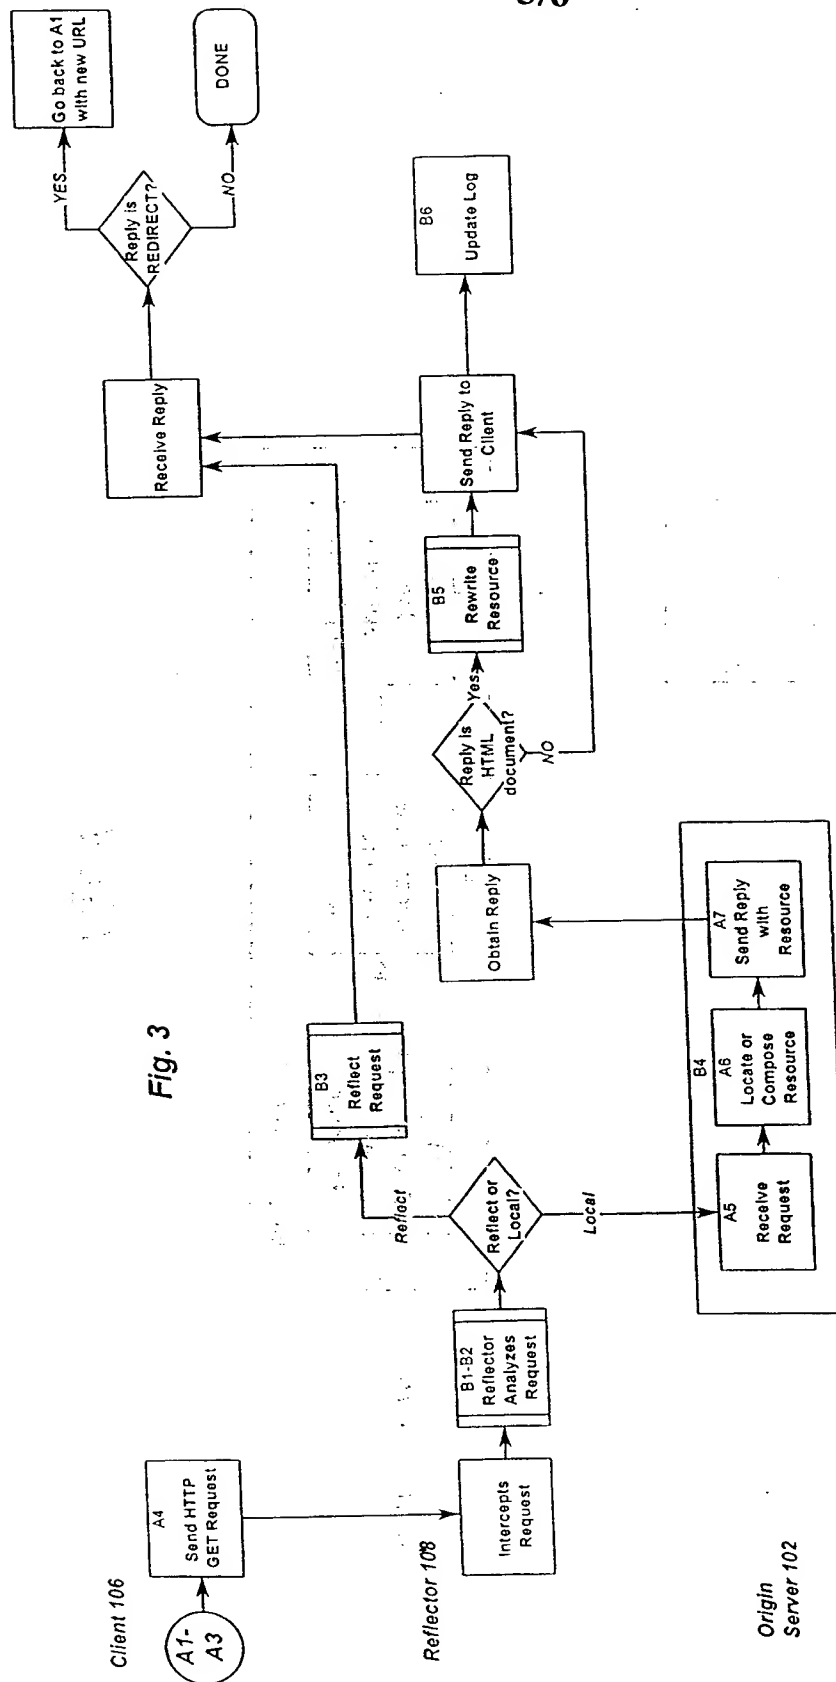 Client 106
A1-
A3
A4
Send HTTP
GET Request
Receive Reply
Reply is
REDIRECT?
YES
Go back to A1
with new URL
NO
DONE
Fig. 3
Reflector 108
Intercepts
Request
B1-B2
Reflector
Analyzes
Request
Reflect or
Local?
Reflect
Local
B3
Reflect
Request
Obtain Reply
Reply is
HTML
document?
Yes
NO
B5
Rewrite
Resource
Send Reply to
Client
B6
Update Log
Origin
Server 102
B4
A5
Receive
Request
A6
Locate or
Compose
Resource
A7
Send Reply
with
Resource